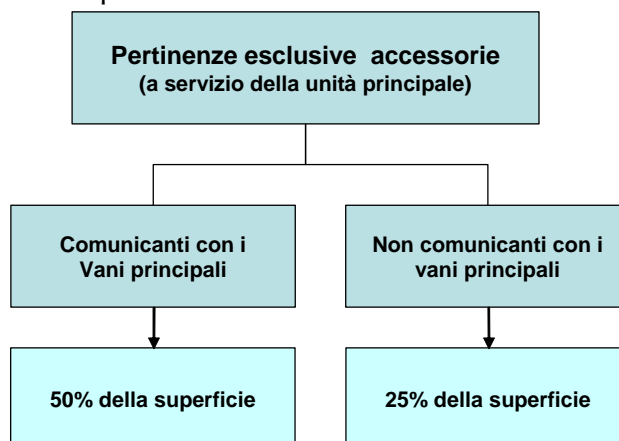 Pertinenze esclusive accessorie
(a servizio della unità principale)
Comunicanti con i
Vani principali
Non comunicanti con i
vani principali
50% della superficie
25% della superficie